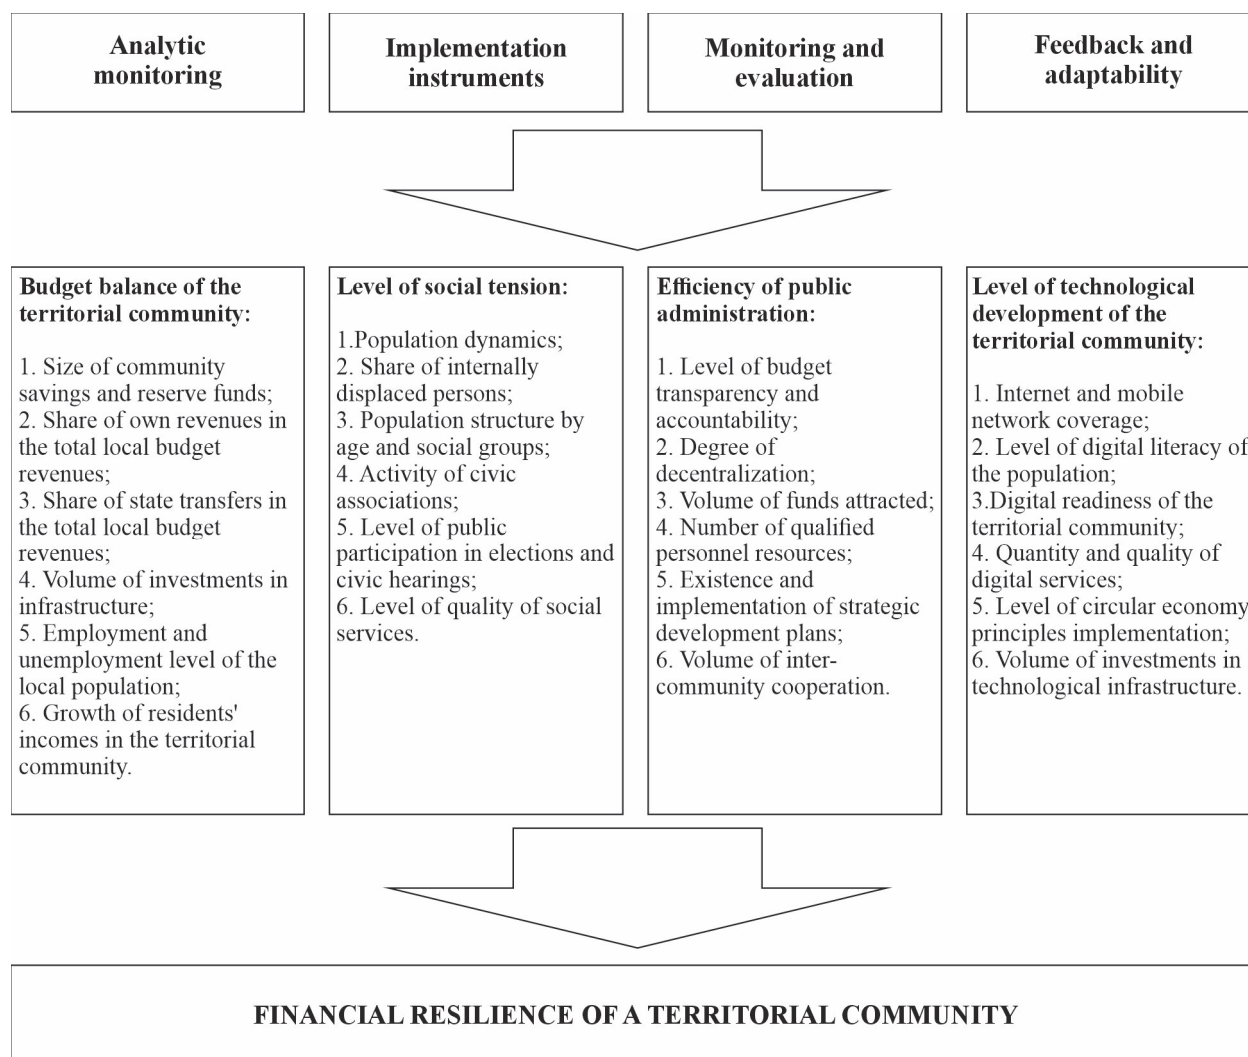 Analytic
monitoring
Implementation
instruments
Monitoring and
evaluation
Feedback and
adaptability
Budget balance of the
territorial community:
1. Size of community
savings and reserve funds;
2. Share of own revenues in
the total local budget
revenues;
3. Share of state transfers in
the total local budget
revenues;
4. Volume of investments in
infrastructure;
5. Employment and
unemployment level of the
local population;
6. Growth of residents'
incomes in the territorial
community.
Level of social tension:
1.Population dynamics;
2. Share of internally
displaced persons;
3. Population structure by
age and social groups;
4. Activity of civic
associations;
5. Level of public
participation in elections and
civic hearings;
6. Level of quality of social
services.
Efficiency of public
administration:
1. Level of budget
transparency and
accountability;
2. Degree of
decentralization;
3. Volume of funds attracted;
4. Number of qualified
personnel resources;
5. Existence and
implementation of strategic
development plans;
6. Volume of inter-
community cooperation.
Level of technological
development of the
territorial community:
1. Internet and mobile
network coverage;
2. Level of digital literacy of
the population;
3.Digital readiness of the
territorial community;
4. Quantity and quality of
digital services;
5. Level of circular economy
principles implementation;
6. Volume of investments in
technological infrastructure.
FINANCIAL RESILIENCE OF A TERRITORIAL COMMUNITY